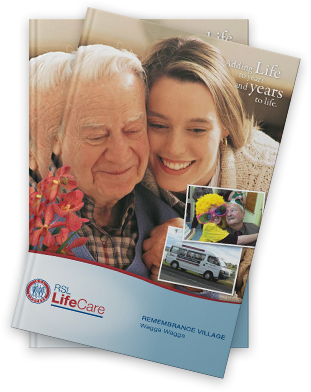 Adding Life
to years
and years
to life.
RSL
LifeCare
REMEMBRANCE VILLAGE
Wagga Wagga